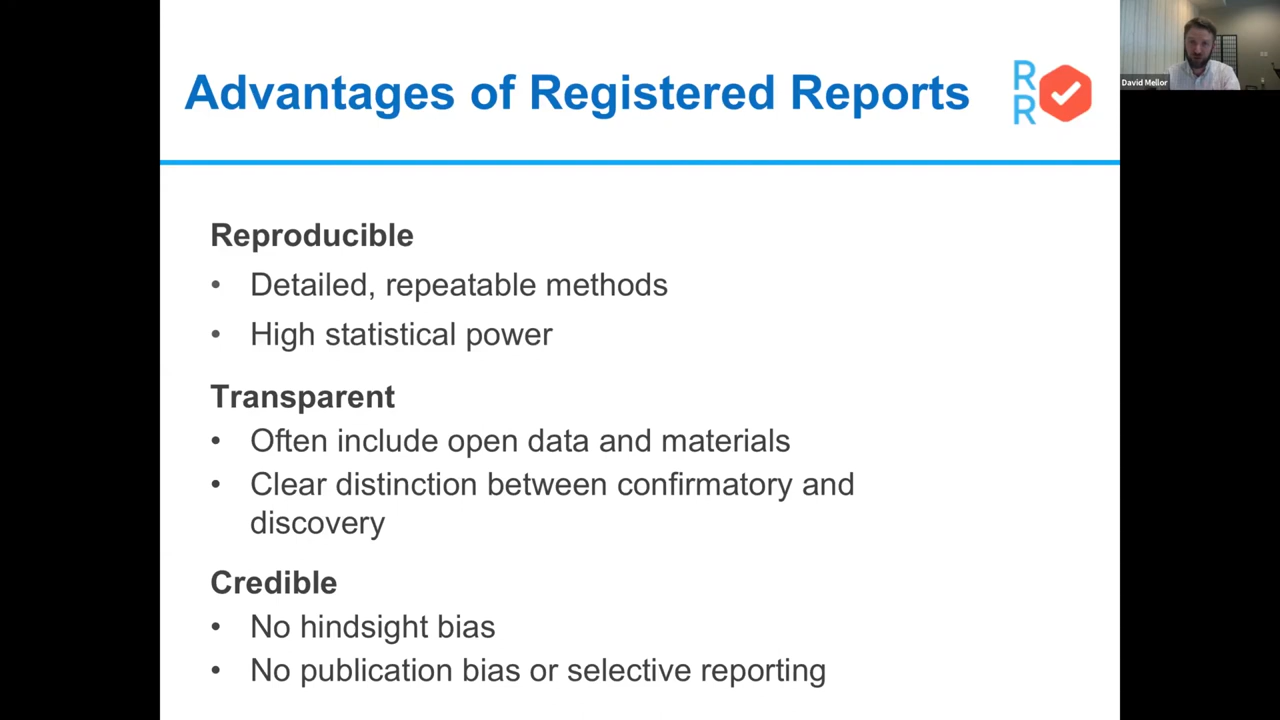 Advantages of Registered Reports
R
R
David Mellor
Reproducible
• Detailed, repeatable methods
• High statistical power
Transparent
• Often include open data and materials
• Clear distinction between confirmatory and
discovery
Credible
• No hindsight bias
• No publication bias or selective reporting